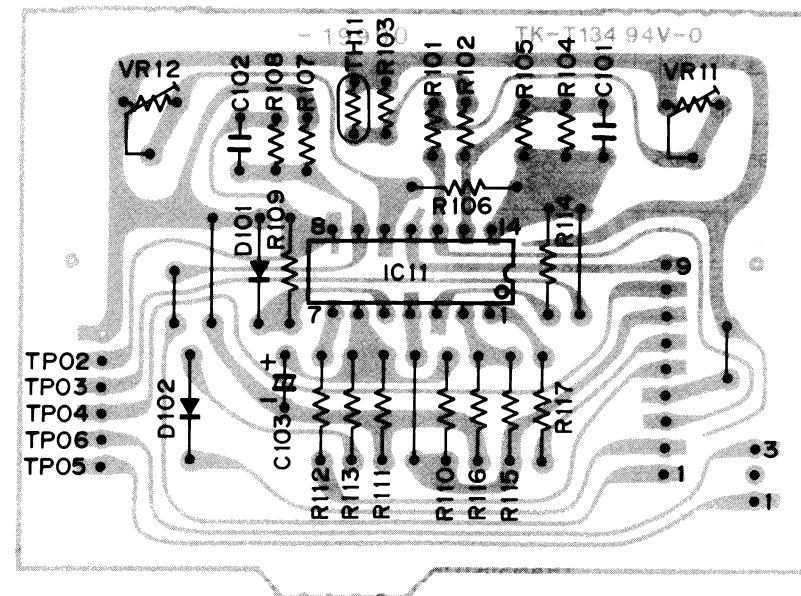 TK-T134 94V-0
VR12
C102
R108
R107
TH11
R103
R101
R102
R105
R104
C101
VR11
R106
D101
R109
8
14
R114
IC11
7
1
9
TP02
TP03
TP04
TP06
TP05
D102
+
-
C103
R112
R113
R111
R110
R116
R115
R117
1
3
1